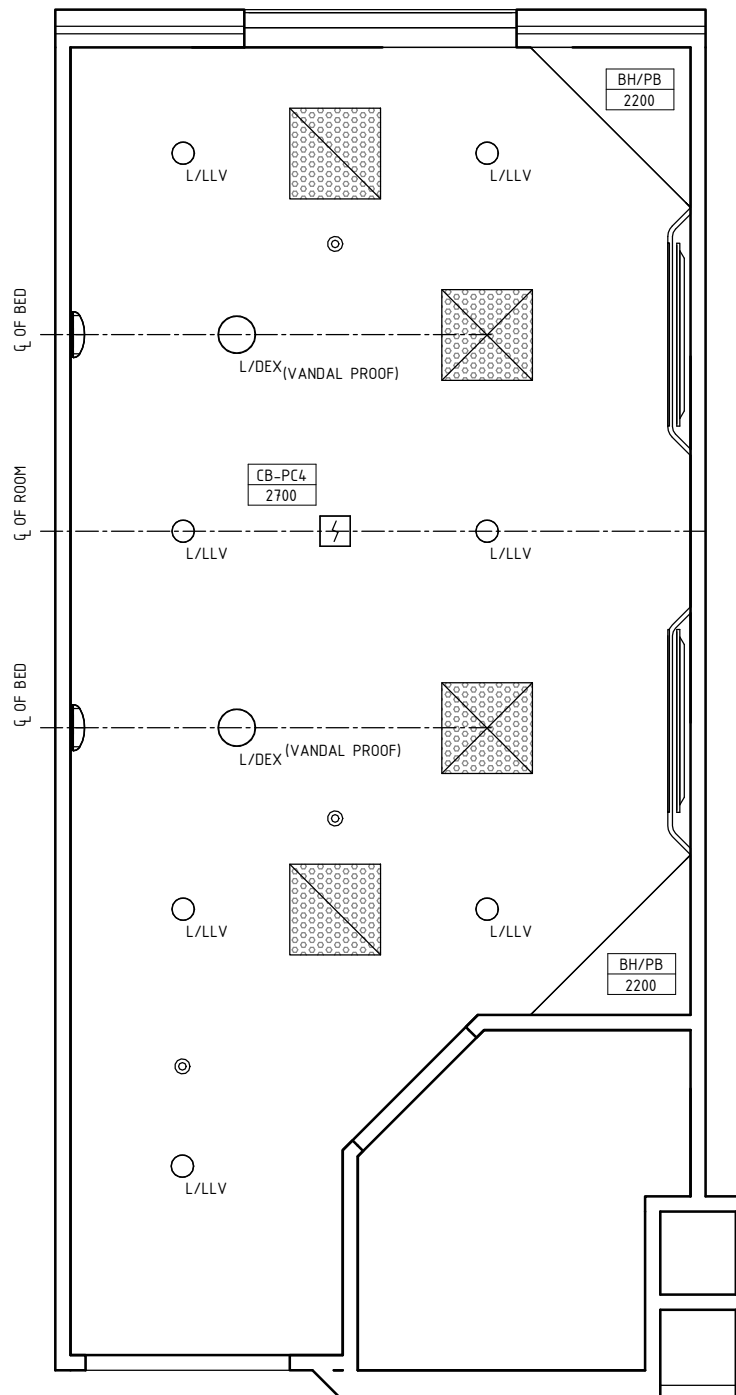 BH/PB
2200
L/LLV
L/LLV
℄ OF BED
L/DEX (VANDAL PROOF)
CB-PC4
2700
℄ OF ROOM
L/LLV
L/LLV
℄ OF BED
L/DEX (VANDAL PROOF)
L/LLV
L/LLV
BH/PB
2200
L/LLV